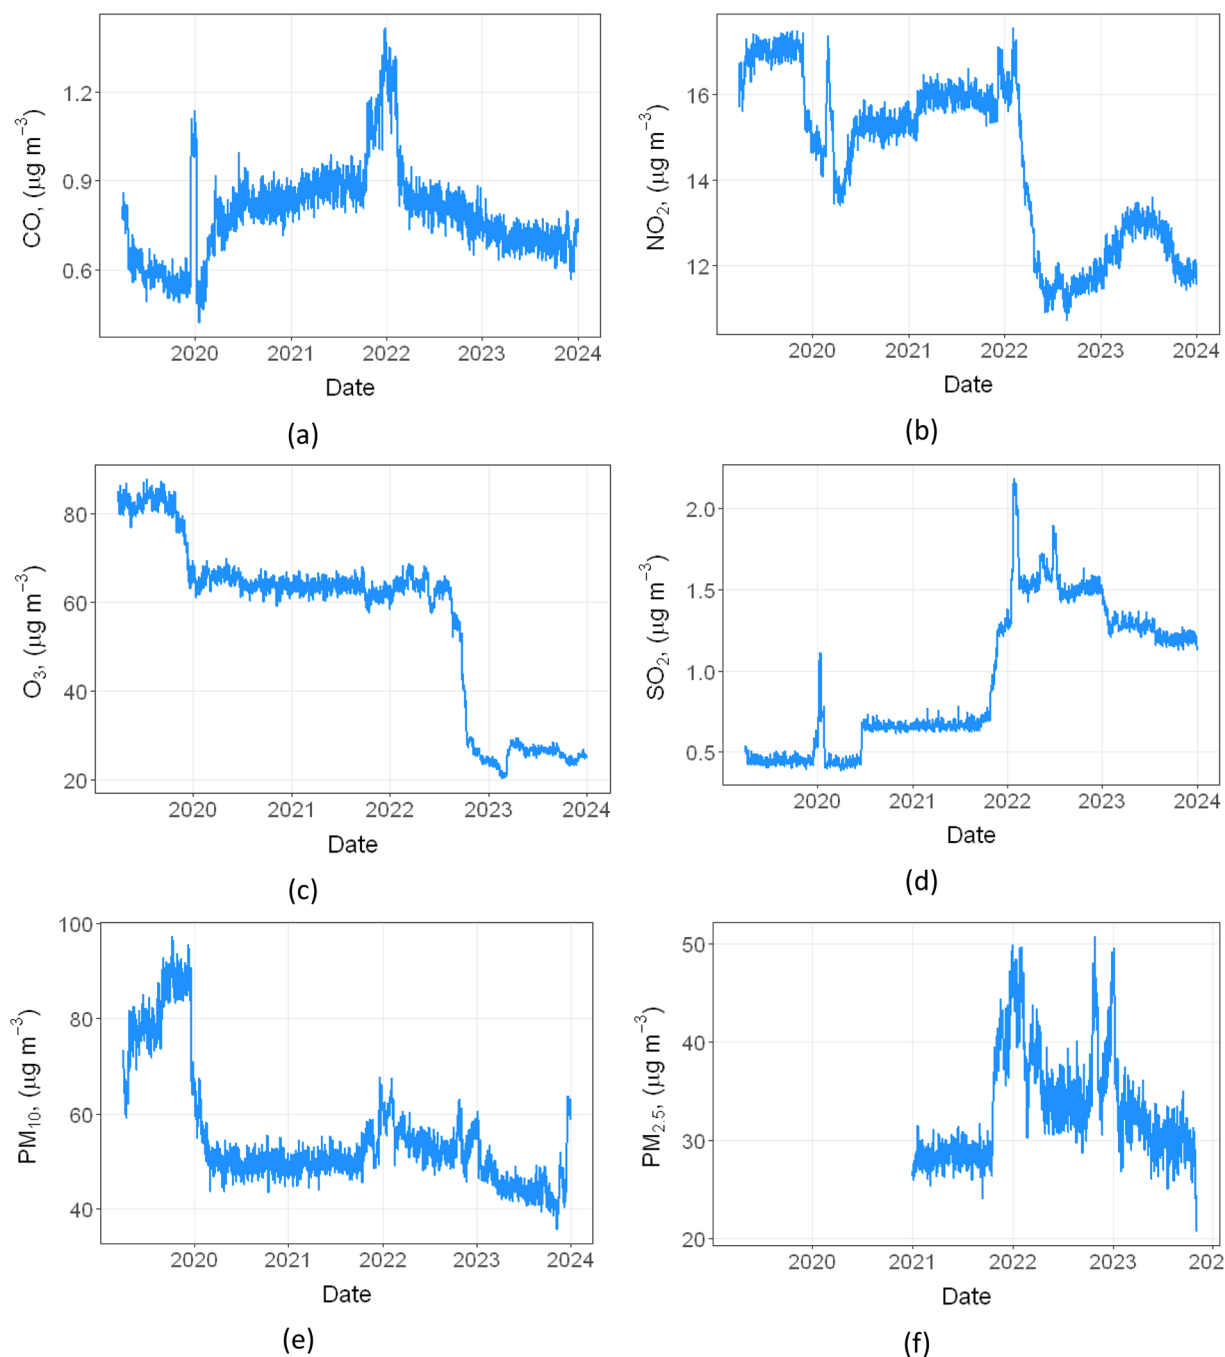 CO, (μg m−3)
1.2
0.9
0.6
2020 2021 2022 2023 2024
Date
(a)
NO2, (μg m−3)
16
14
12
2020 2021 2022 2023 2024
Date
(b)
O3, (μg m−3)
80
60
40
20
2020 2021 2022 2023 2024
Date
(c)
SO2, (μg m−3)
2.0
1.5
1.0
0.5
2020 2021 2022 2023 2024
Date
(d)
PM10, (μg m−3)
100
80
60
40
2020 2021 2022 2023 2024
Date
(e)
PM2.5, (μg m−3)
50
40
30
20
2020 2021 2022 2023 202
Date
(f)